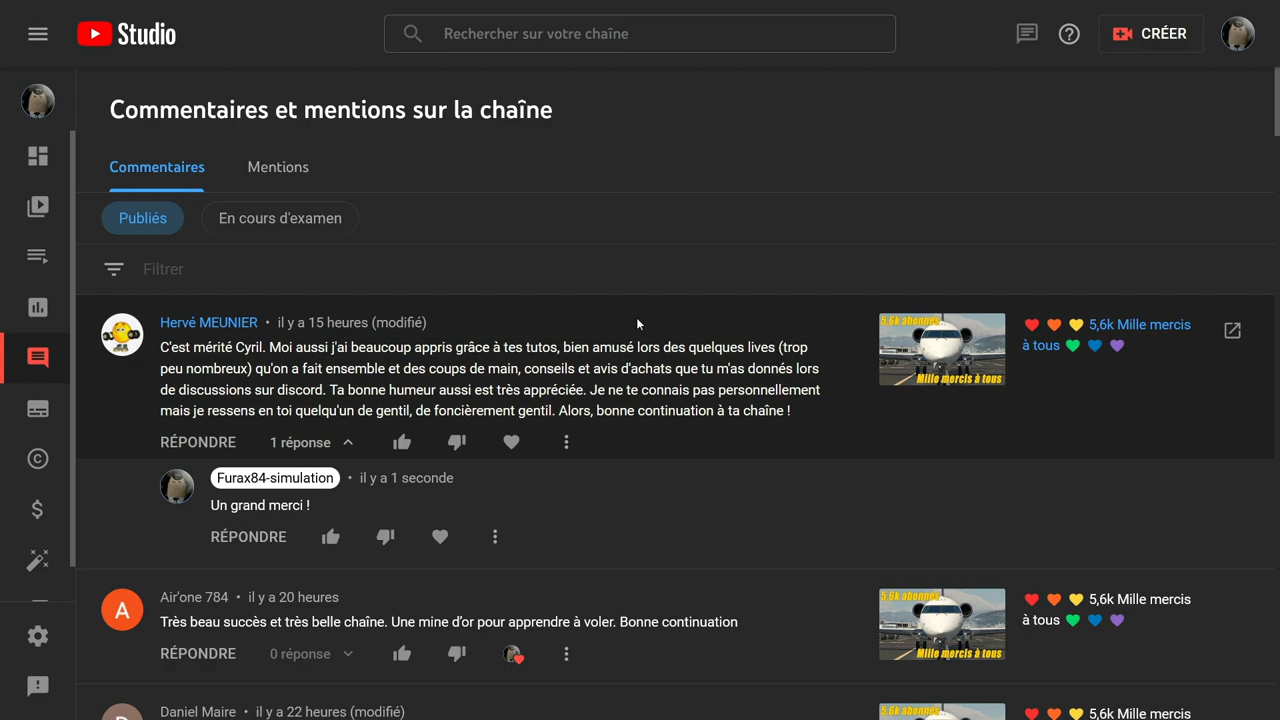 Studio
Rechercher sur votre chaîne
CRÉER
Commentaires et mentions sur la chaîne
Commentaires
Mentions
Publiés
En cours d'examen
Filtrer
Hervé MEUNIER • il y a 15 heures (modifié)
C'est mérité Cyril. Moi aussi j'ai beaucoup appris grâce à tes tutos, bien amusé lors des quelques lives (trop
peu nombreux) qu'on a fait ensemble et des coups de main, conseils et avis d'achats que tu m'as donnés lors
de discussions sur discord. Ta bonne humeur aussi est très appréciée. Je ne te connais pas personnellement
mais je ressens en toi quelqu'un de gentil, de foncièrement gentil. Alors, bonne continuation à ta chaîne !
RÉPONDRE 1 réponse
5,6k abonnés
Mille mercis à tous
5,6k Mille mercis
à tous
Furax84-simulation • il y a 1 seconde
Un grand merci !
RÉPONDRE
A
Air'one 784 • il y a 20 heures
Très beau succès et très belle chaîne. Une mine d'or pour apprendre à voler. Bonne continuation
RÉPONDRE 0 réponse
5,6k abonnés
Mille mercis à tous
5,6k Mille mercis
à tous
D
Daniel Maire • il y a 22 heures (modifié)
5,6k abonnés
5,6k Mille mercis